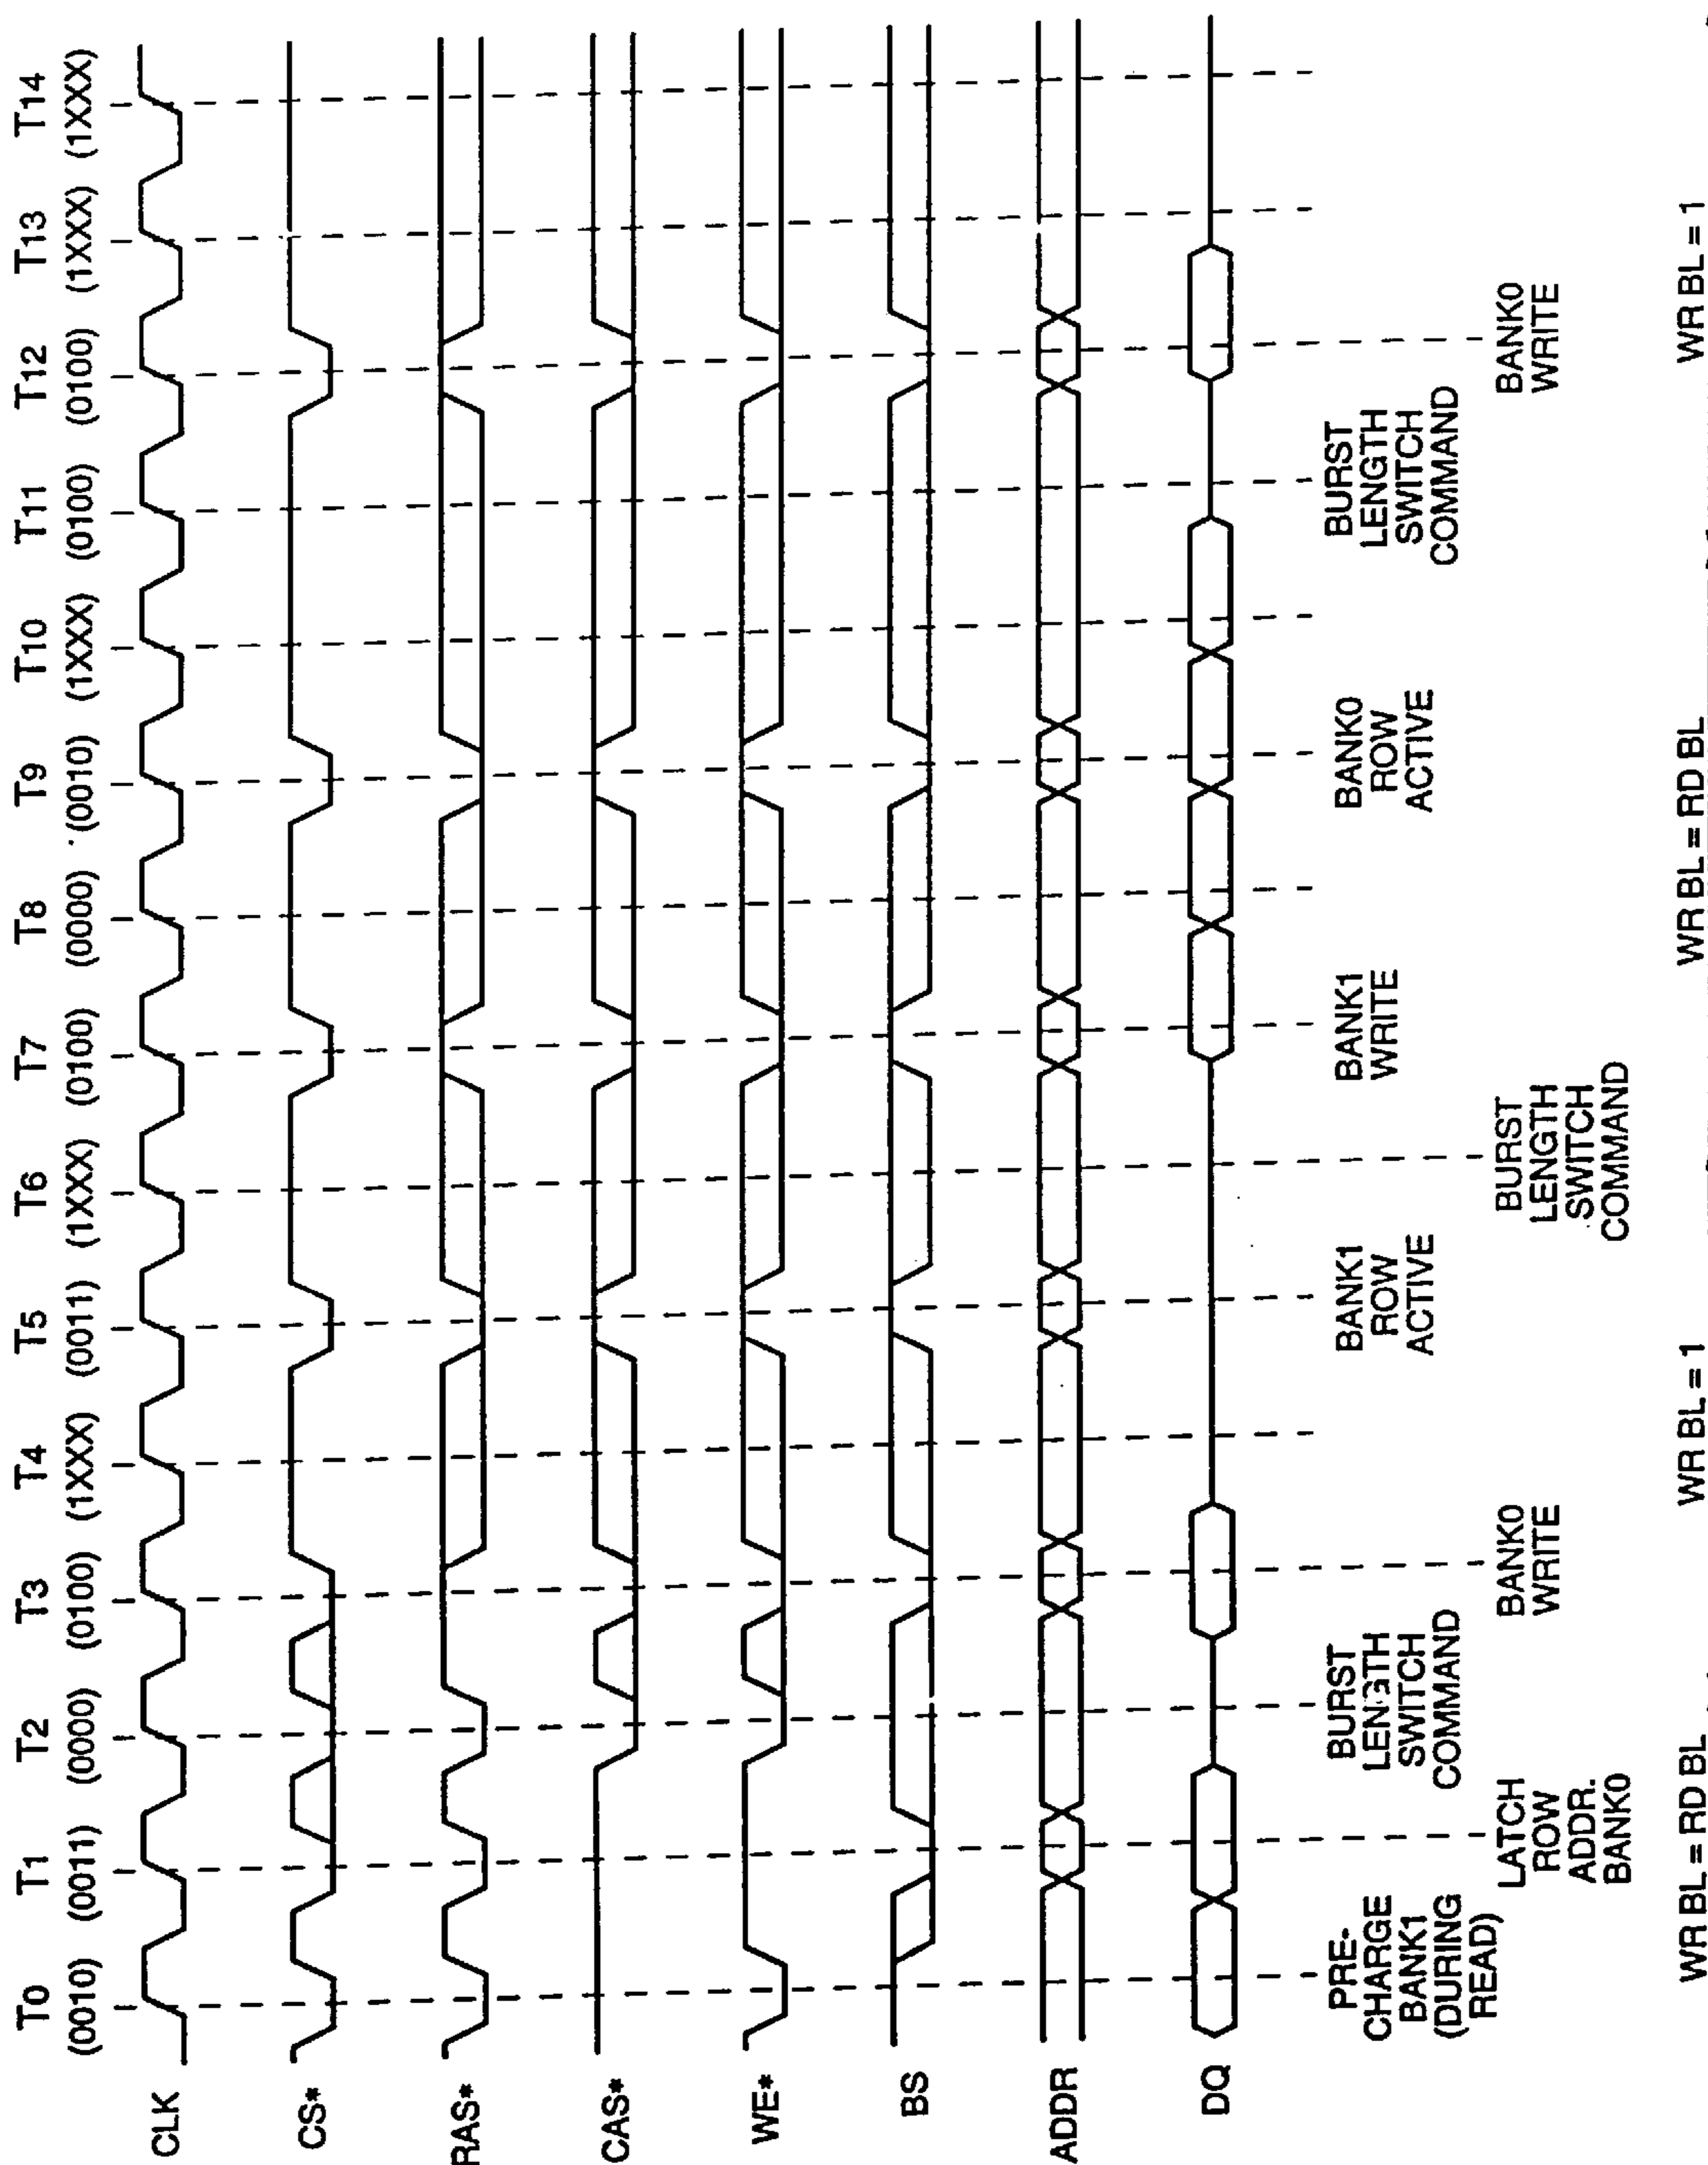 T0 T1 T2 T3 T4 T5 T6 T7 T8 T9 T10 T11 T12 T13 T14
(0010) (0011) (0000) (0100) (1XXX) (0011) (1XXX) (0100) (0000) (0010) (1XXX) (0100) (0100) (1XXX) (1XXX)
CLK
CS*
RAS*
CAS*
WE*
BS
ADDR
DQ
PRE-
CHARGE
BANK1
(DURING
READ)
LATCH
ROW
ADDR.
BANK0
BURST
LENGTH
SWITCH
COMMAND
BANK0
WRITE
BANK1
ROW
ACTIVE
BURST
LENGTH
SWITCH
COMMAND
BANK1
WRITE
BANK0
ROW
ACTIVE
BURST
LENGTH
SWITCH
COMMAND
BANK0
WRITE
WR BL = RD BL
WR BL = 1
WR BL = RD BL
WR BL = 1